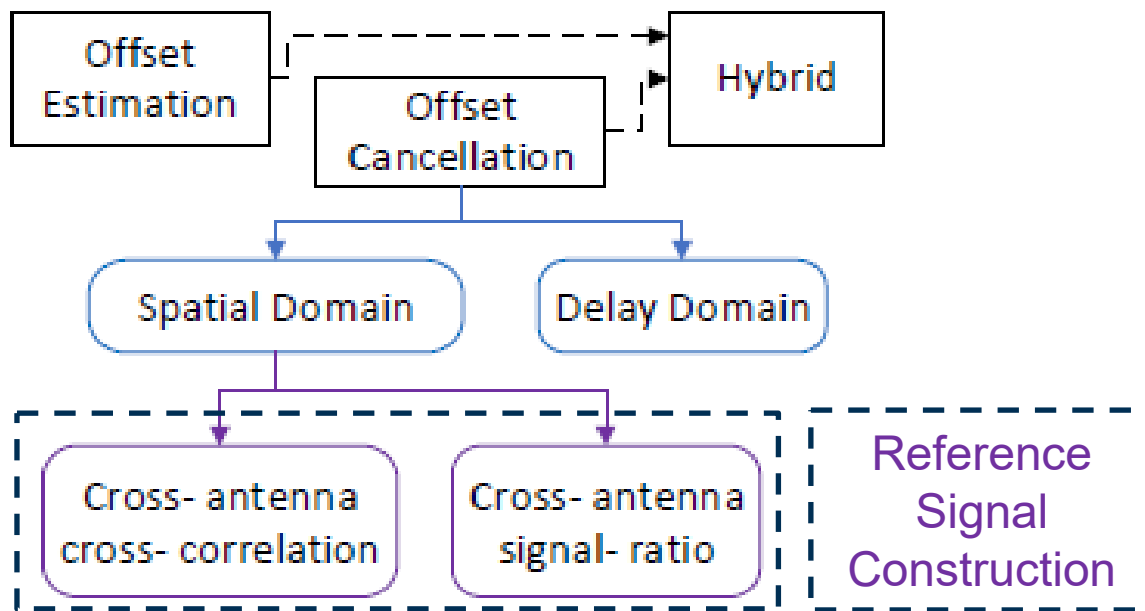 Offset
Estimation
Offset
Cancellation
Hybrid
Spatial Domain
Delay Domain
Cross- antenna
cross- correlation
Cross- antenna
signal- ratio
Reference
Signal
Construction